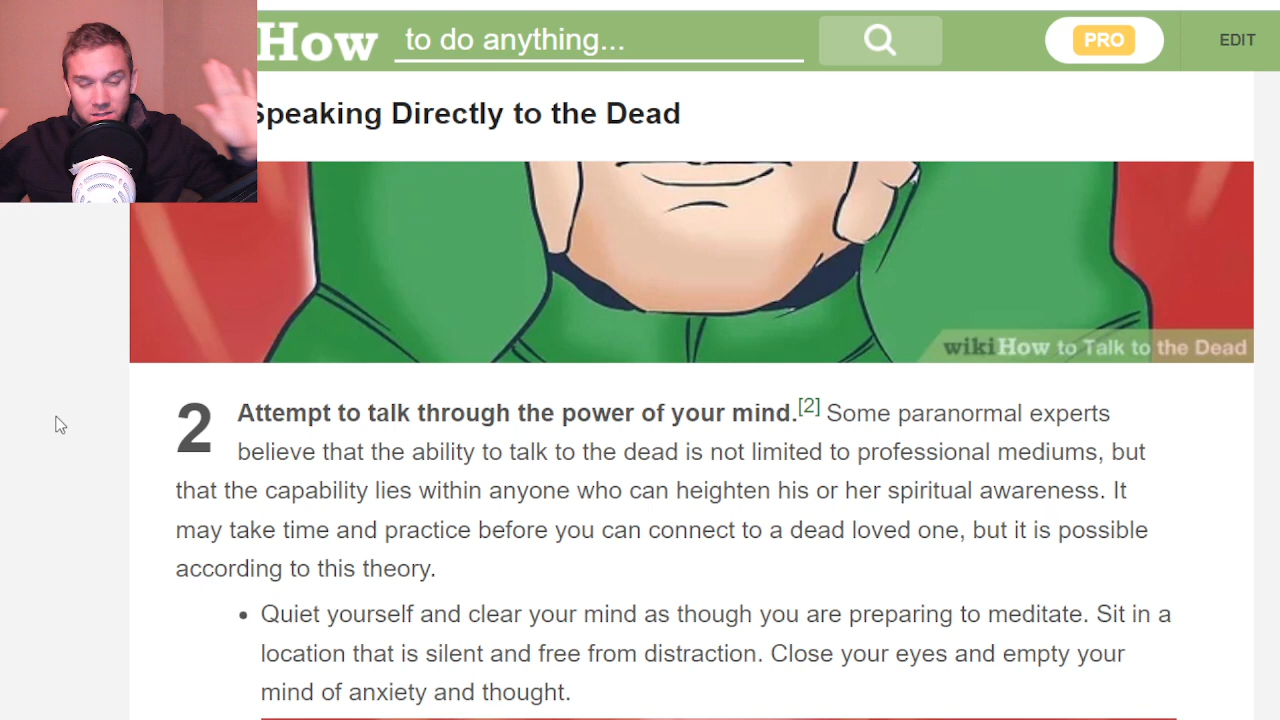 How to do anything... PRO EDIT
Speaking Directly to the Dead
wikiHow to Talk to the Dead
2 Attempt to talk through the power of your mind.[2] Some paranormal experts
believe that the ability to talk to the dead is not limited to professional mediums, but
that the capability lies within anyone who can heighten his or her spiritual awareness. It
may take time and practice before you can connect to a dead loved one, but it is possible
according to this theory.
• Quiet yourself and clear your mind as though you are preparing to meditate. Sit in a
location that is silent and free from distraction. Close your eyes and empty your
mind of anxiety and thought.